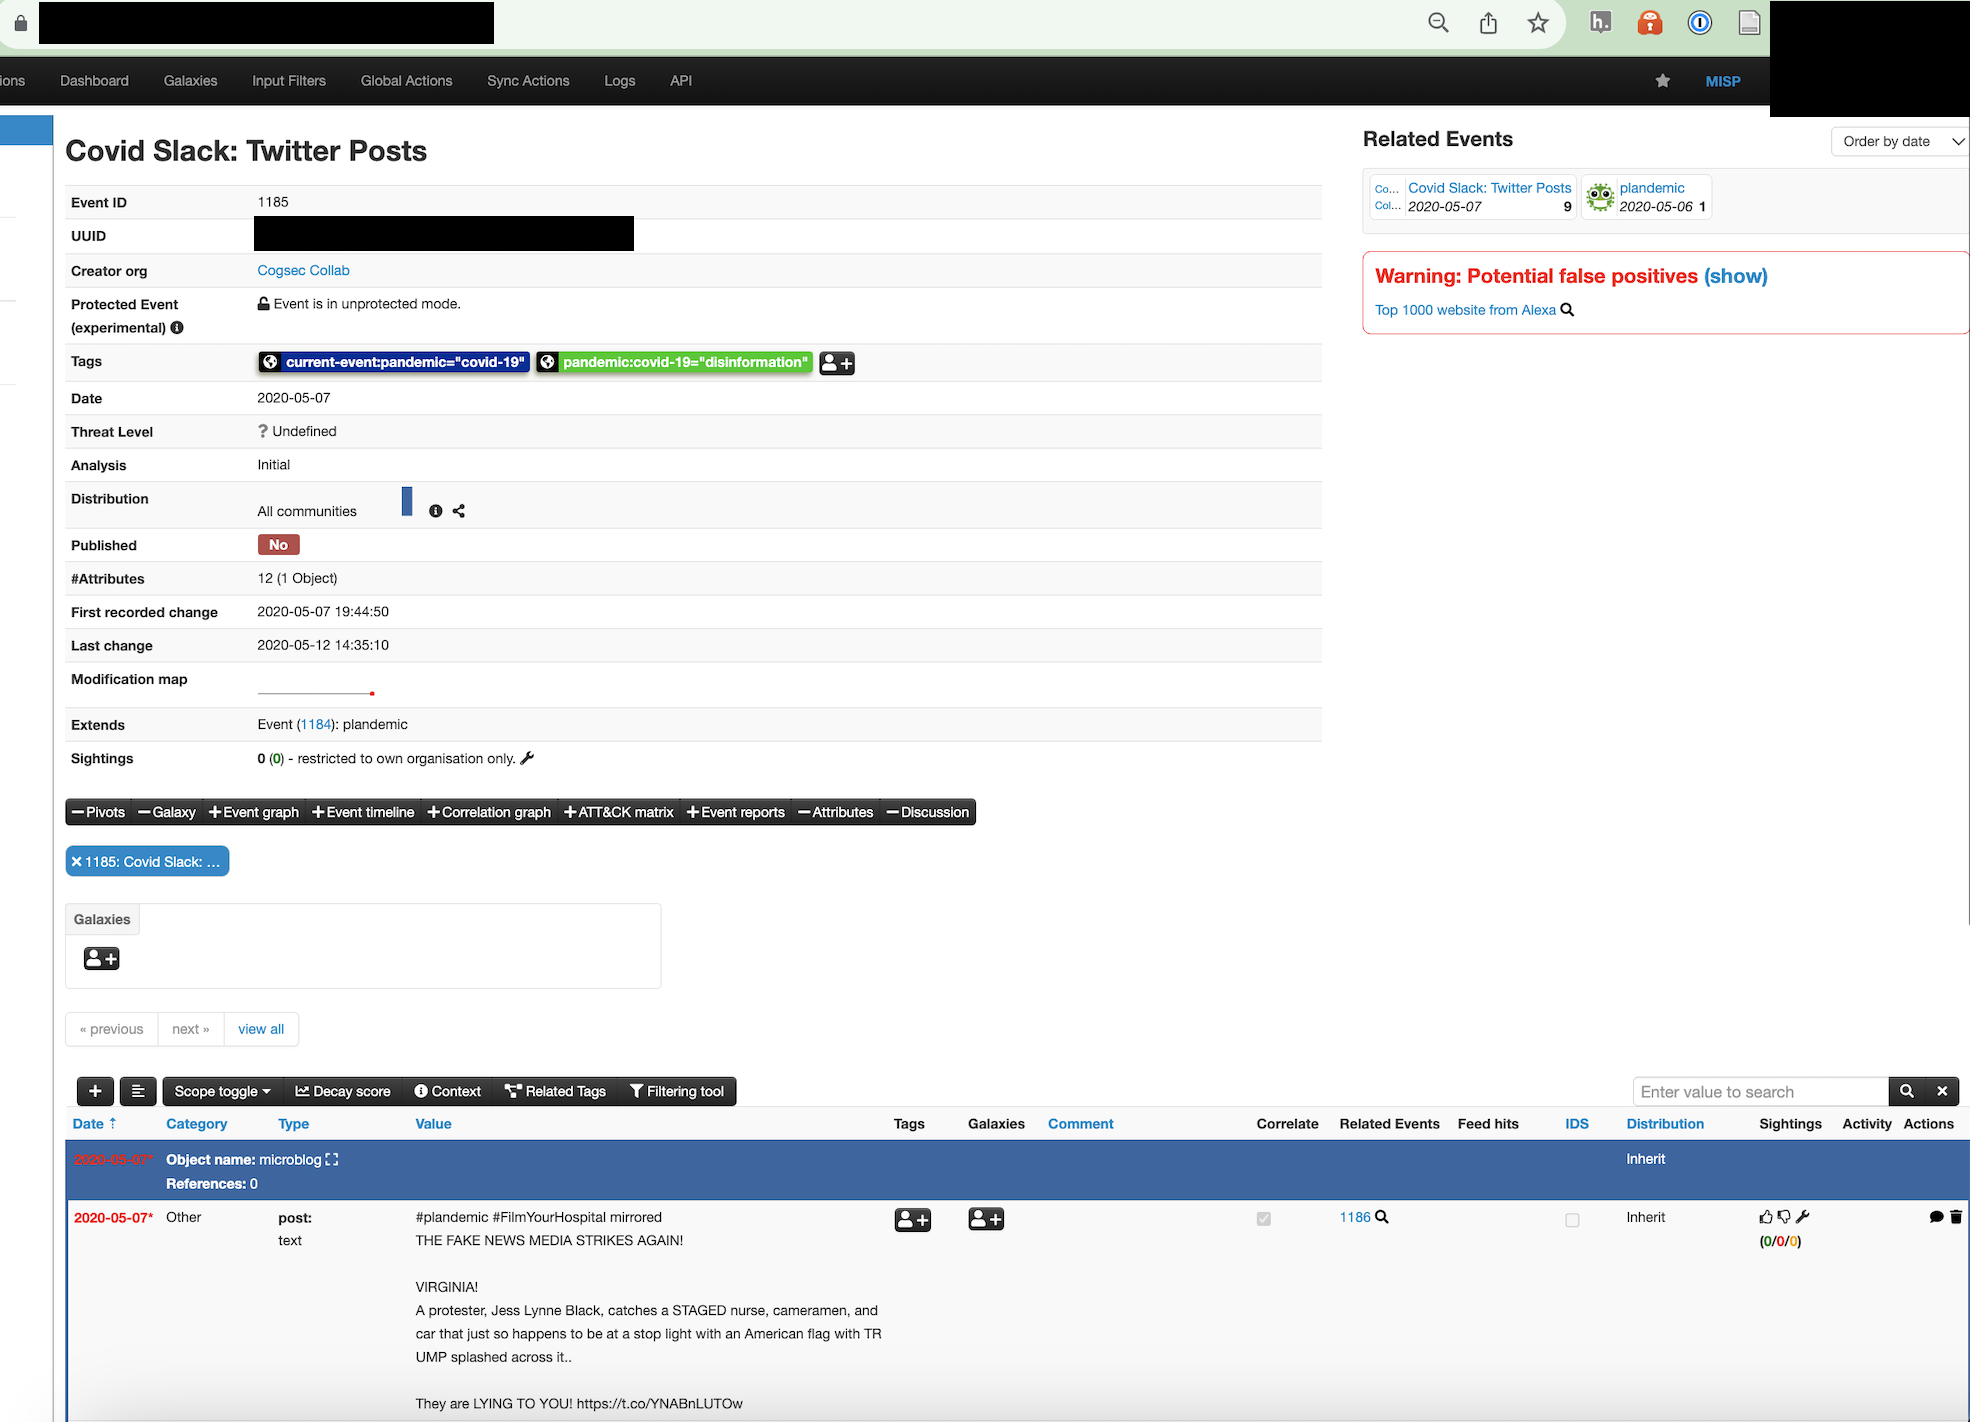 ions Dashboard Galaxies Input Filters Global Actions Sync Actions Logs API MISP
Covid Slack: Twitter Posts
Event ID 1185
UUID
Creator org Cogsec Collab
Protected Event (experimental) Event is in unprotected mode.
Tags current-event:pandemic="covid-19" pandemic:covid-19="disinformation"
Date 2020-05-07
Threat Level ? Undefined
Analysis Initial
Distribution All communities
Published No
#Attributes 12 (1 Object)
First recorded change 2020-05-07 19:44:50
Last change 2020-05-12 14:35:10
Modification map
Extends Event (1184): plandemic
Sightings 0 (0) - restricted to own organisation only.
Related Events
Order by date
Co... Covid Slack: Twitter Posts
Col... 2020-05-07 9
plandemic
2020-05-06 1
Warning: Potential false positives (show)
Top 1000 website from Alexa
Pivots Galaxy Event graph Event timeline Correlation graph ATT&CK matrix Event reports Attributes Discussion
1185: Covid Slack: ...
Galaxies
« previous next » view all
Scope toggle Decay score Context Related Tags Filtering tool Enter value to search
Date ↑ Category Type Value Tags Galaxies Comment Correlate Related Events Feed hits IDS Distribution Sightings Activity Actions
2020-05-07* Object name: microblog Inherit
References: 0
2020-05-07* Other post: #plandemic #FilmYourHospital mirrored 1186 Inherit
text THE FAKE NEWS MEDIA STRIKES AGAIN! (0/0/0)
VIRGINIA!
A protester, Jess Lynne Black, catches a STAGED nurse, cameramen, and
car that just so happens to be at a stop light with an American flag with TR
UMP splashed across it..
They are LYING TO YOU! https://t.co/YNABnLUTOw